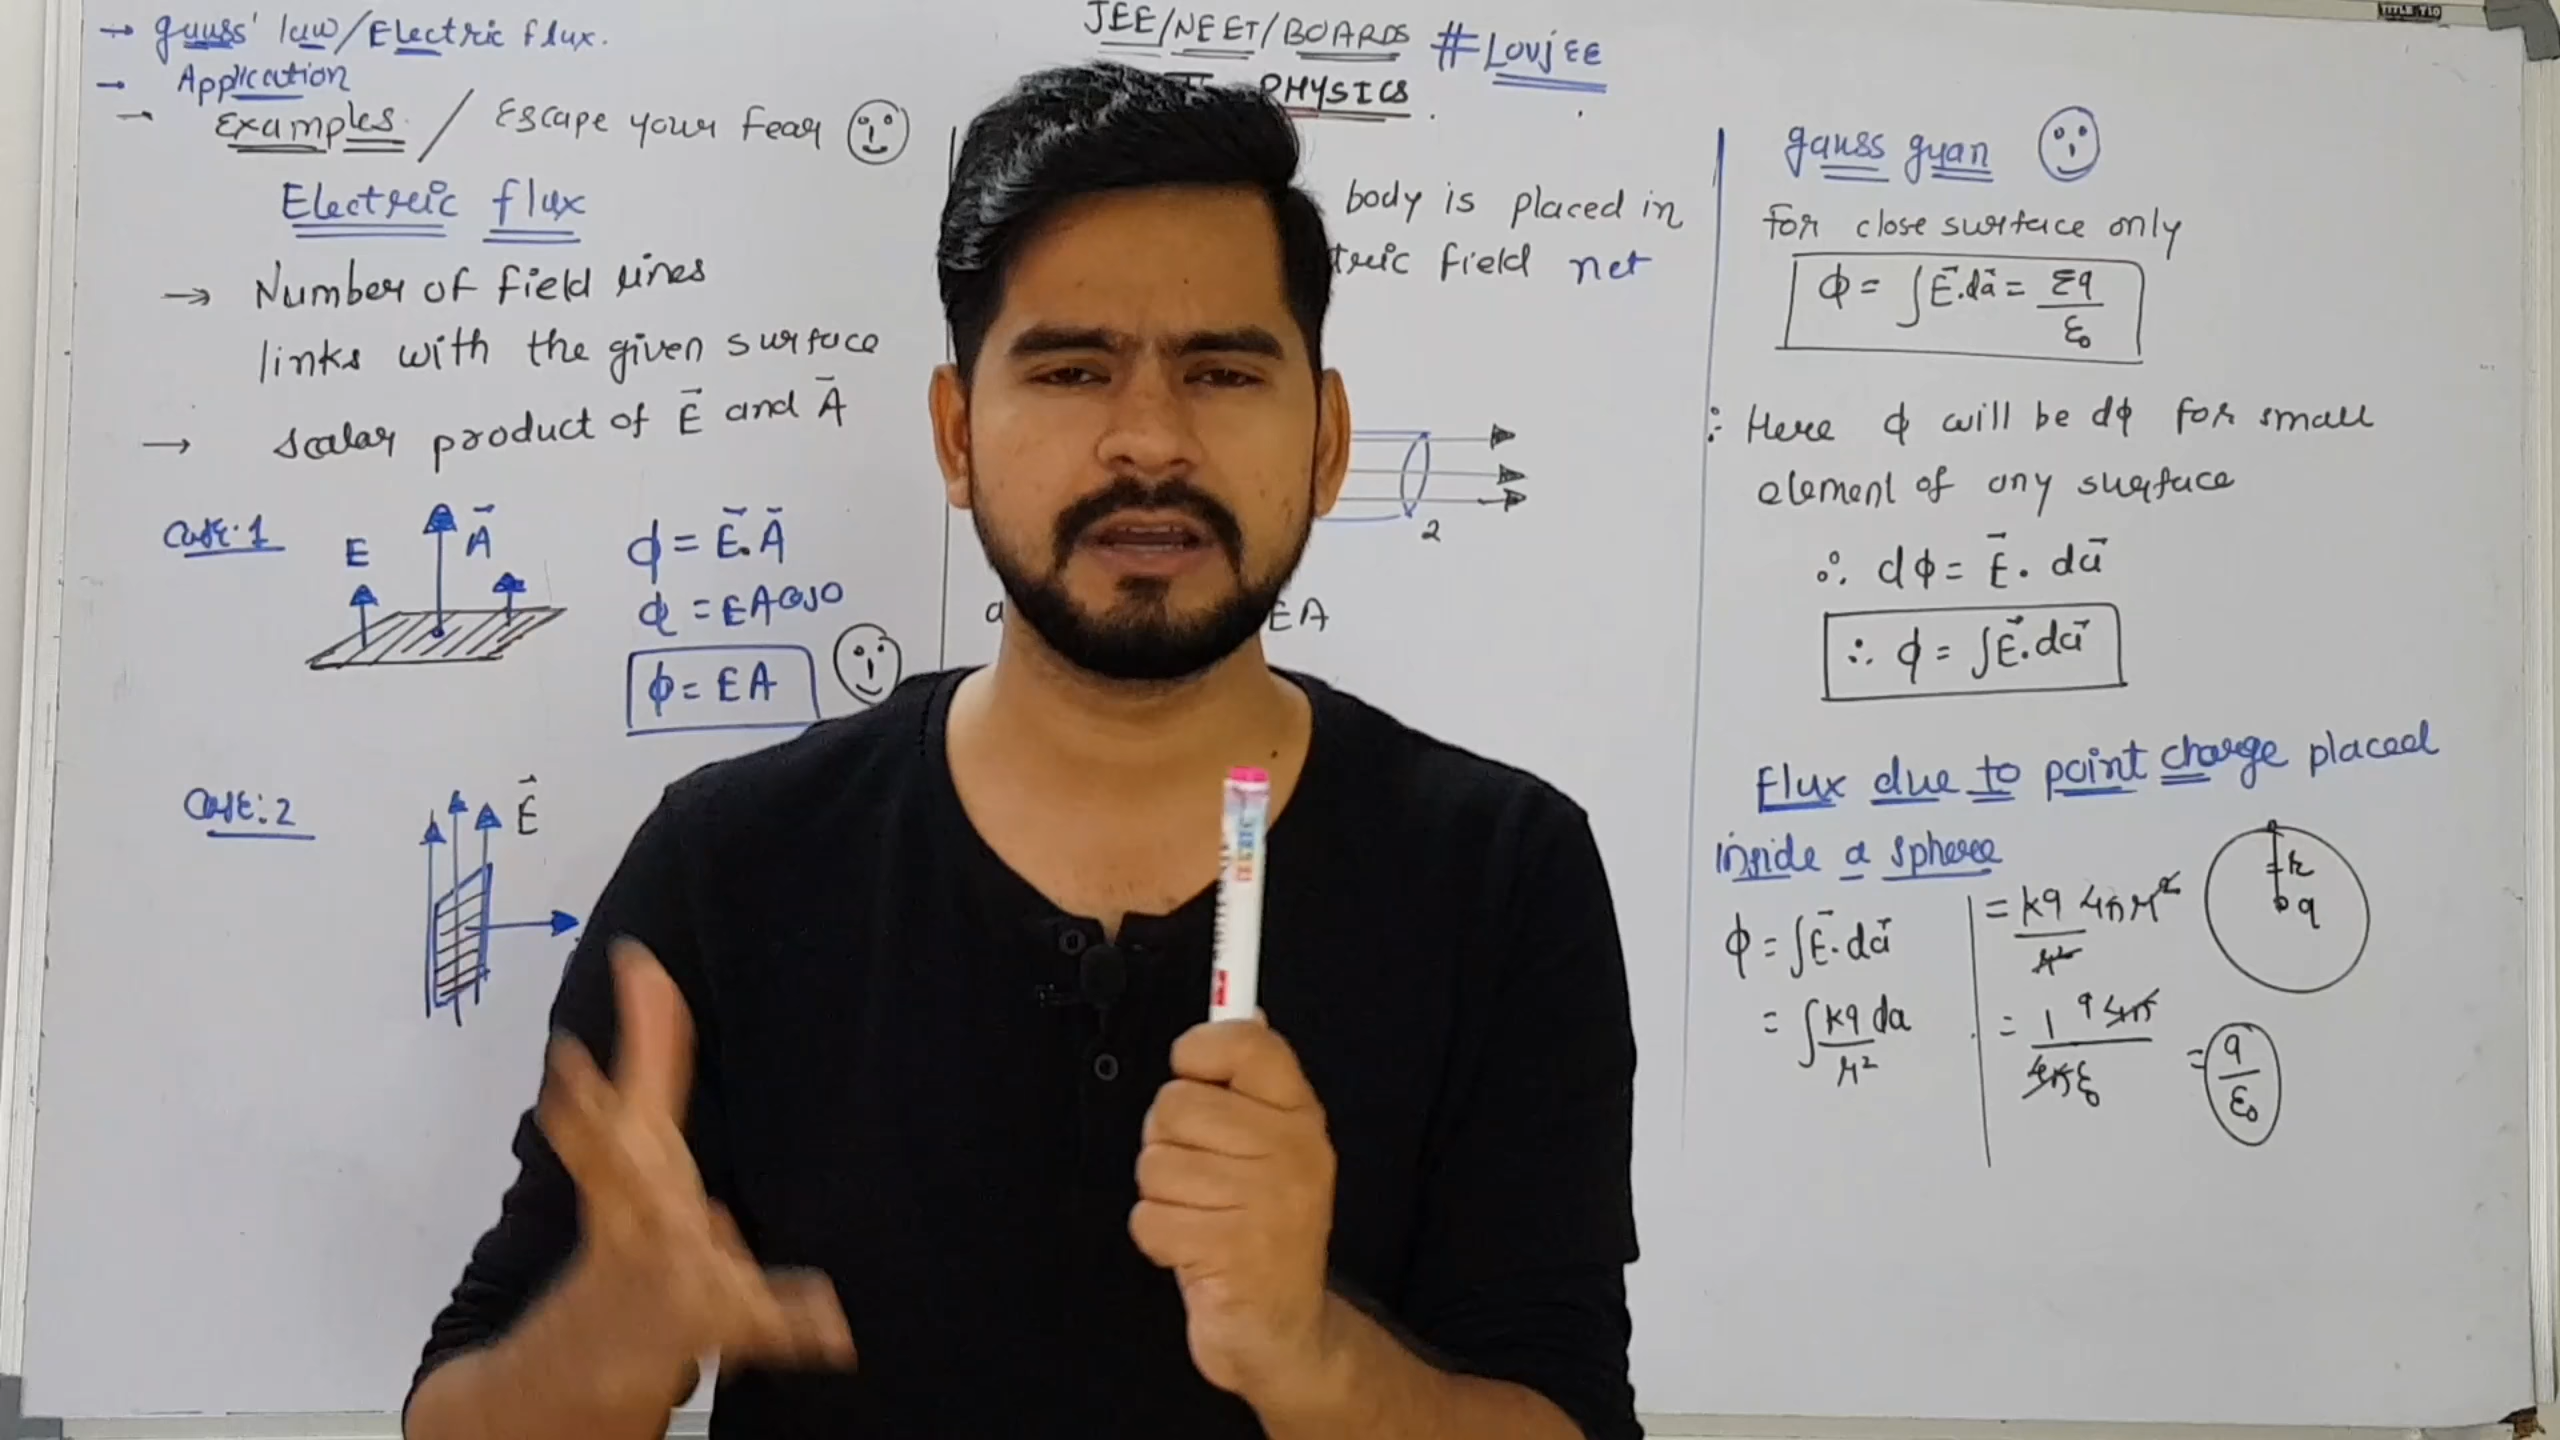 → Gauss' law/Electric flux.
→ Application
→ Examples / Escape your Fear
Electric flux
→ Number of field lines
links with the given surface
→ scalar product of E⃗ and A⃗
Case:1
E A⃗
ϕ = E⃗.A⃗
ϕ = EA cos0
ϕ = EA
Case:2
E⃗
JEE/NEET/BOARDS #Lovjee
PHYSICS
body is placed in
field net
2
EA
gauss gyan
For close surface only
ϕ = ∫E⃗.da⃗ = Σq/ε₀
: Here ϕ will be dϕ for small
element of any surface
∴ dϕ = E⃗. da⃗
∴ ϕ = ∫E⃗.da⃗
Flux due to point charge placed
inside a sphere
ϕ = ∫E⃗.da⃗
= ∫kq/r² da
= kq/r² 4πr²
= 1/4πε₀ q 4π = q/ε₀
r
q
TITLE T10